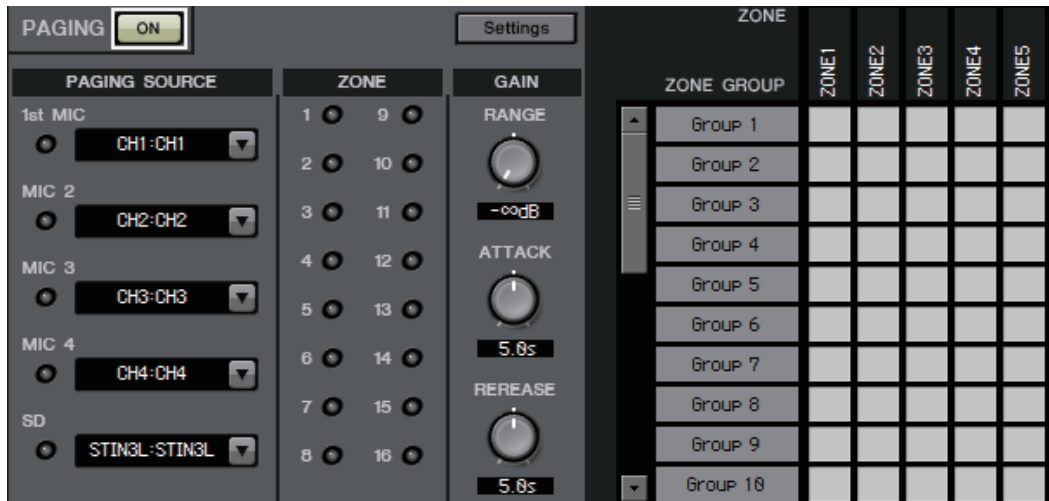 PAGING ON Settings
PAGING SOURCE
1st MIC
CH1:CH1
MIC 2
CH2:CH2
MIC 3
CH3:CH3
MIC 4
CH4:CH4
SD
STIN3L:STIN3L
ZONE
1 9
2 10
3 11
4 12
5 13
6 14
7 15
8 16
GAIN
RANGE
-∞dB
ATTACK
5.0s
REREASE
5.0s
ZONE
ZONE1 ZONE2 ZONE3 ZONE4 ZONE5
ZONE GROUP
Group 1
Group 2
Group 3
Group 4
Group 5
Group 6
Group 7
Group 8
Group 9
Group 10